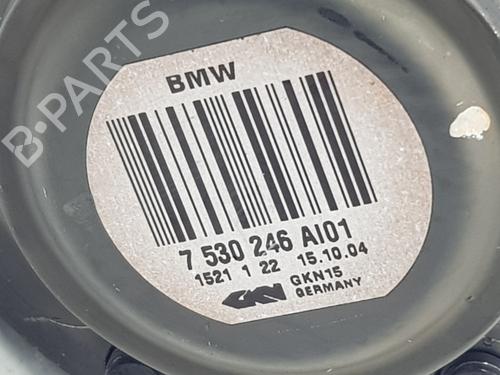 B-PARTS
BMW
7 530 246 AI01
1521 1 22 15.10.04
GKN GKN15
GERMANY